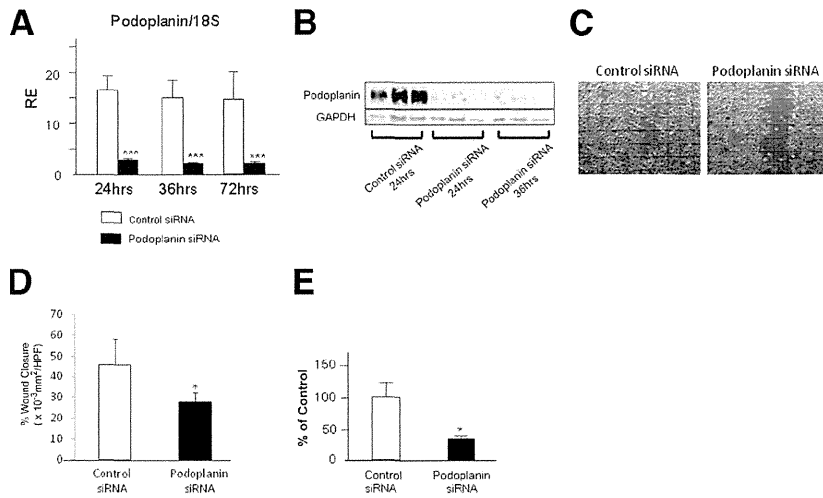 A
Podoplanin/18S
RE
20
10
0
***
***
***
24hrs
36hrs
72hrs
Control siRNA
Podoplanin siRNA
B
Podoplanin
GAPDH
Control siRNA
24hrs
Podoplanin siRNA
24hrs
Podoplanin siRNA
36hrs
C
Control siRNA
Podoplanin siRNA
D
% Wound Closure
( x 10⁻³mm²/HPF)
70
60
50
40
30
20
10
0
*
Control
siRNA
Podoplanin
siRNA
E
% of Control
150
100
50
0
*
Control
siRNA
Podoplanin
siRNA